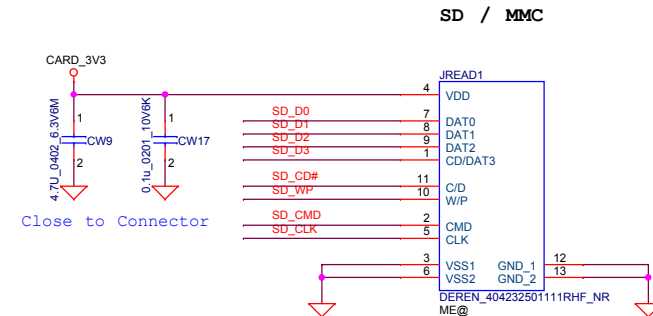 SD / MMC
CARD_3V3
JREAD1
4 VDD
SD_D0 7 DAT0
SD_D1 8 DAT1
SD_D2 9 DAT2
SD_D3 1 CD/DAT3
SD_CD# 11 C/D
SD_WP 10 W/P
SD_CMD 2 CMD
SD_CLK 5 CLK
3 VSS1 GND_1 12
6 VSS2 GND_2 13
DEREN_404232501111RHF_NR
ME@
4.7U_0402_6.3V6M
1
CW9
2
0.1u_0201_10V6K
1
CW17
2
Close to Connector